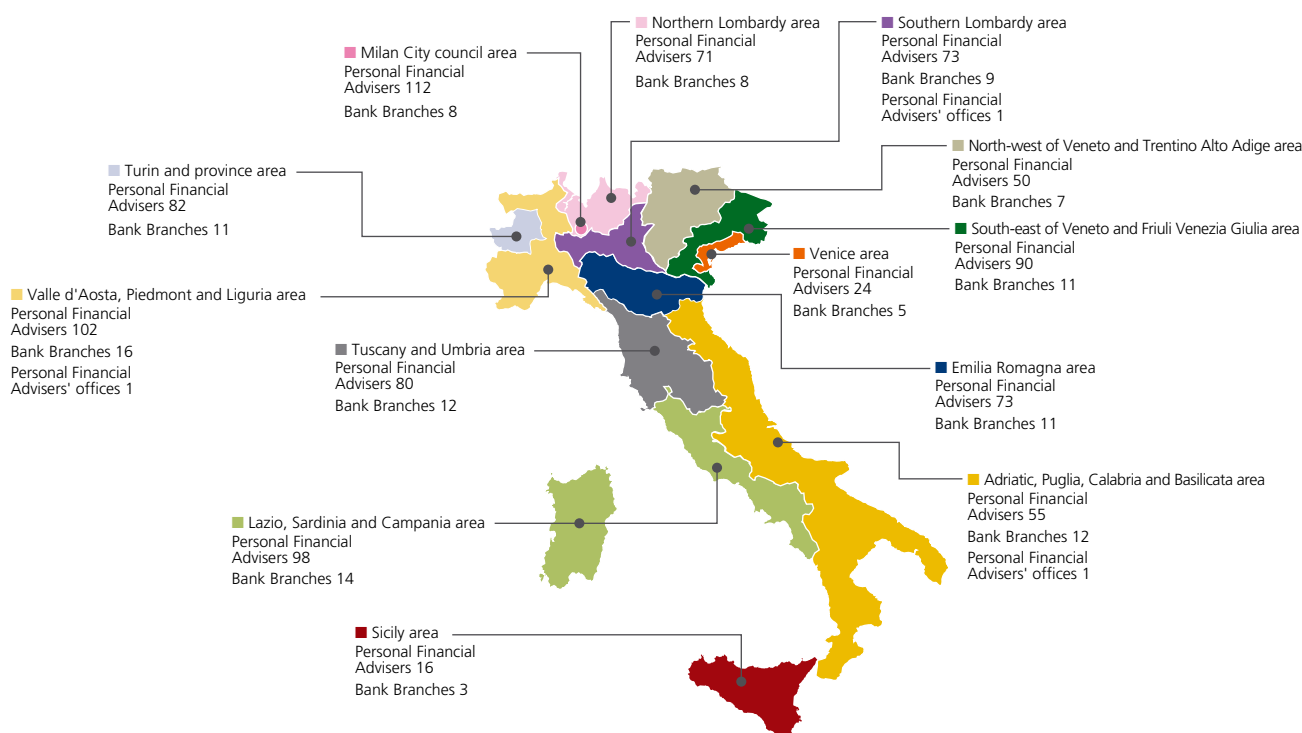 Northern Lombardy area
Personal Financial
Advisers 71
Bank Branches 8
Southern Lombardy area
Personal Financial
Advisers 73
Bank Branches 9
Personal Financial
Advisers' offices 1
Milan City council area
Personal Financial
Advisers 112
Bank Branches 8
North-west of Veneto and Trentino Alto Adige area
Personal Financial
Advisers 50
Bank Branches 7
Turin and province area
Personal Financial
Advisers 82
Bank Branches 11
South-east of Veneto and Friuli Venezia Giulia area
Personal Financial
Advisers 90
Bank Branches 11
Venice area
Personal Financial
Advisers 24
Bank Branches 5
Valle d'Aosta, Piedmont and Liguria area
Personal Financial
Advisers 102
Bank Branches 16
Personal Financial
Advisers' offices 1
Tuscany and Umbria area
Personal Financial
Advisers 80
Bank Branches 12
Emilia Romagna area
Personal Financial
Advisers 73
Bank Branches 11
Adriatic, Puglia, Calabria and Basilicata area
Personal Financial
Advisers 55
Bank Branches 12
Personal Financial
Advisers' offices 1
Lazio, Sardinia and Campania area
Personal Financial
Advisers 98
Bank Branches 14
Sicily area
Personal Financial
Advisers 16
Bank Branches 3